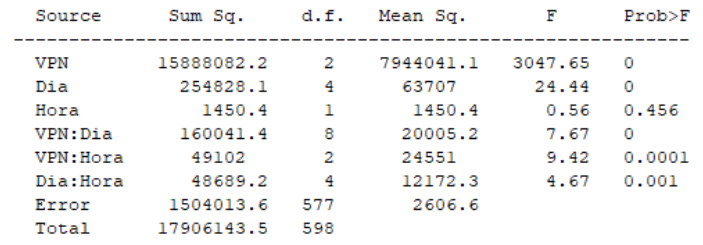 Source Sum Sq. d.f. Mean Sq. F Prob>F
VPN 15888082.2 2 7944041.1 3047.65 0
Dia 254828.1 4 63707 24.44 0
Hora 1450.4 1 1450.4 0.56 0.456
VPN:Dia 160041.4 8 20005.2 7.67 0
VPN:Hora 49102 2 24551 9.42 0.0001
Dia:Hora 48689.2 4 12172.3 4.67 0.001
Error 1504013.6 577 2606.6
Total 17906143.5 598